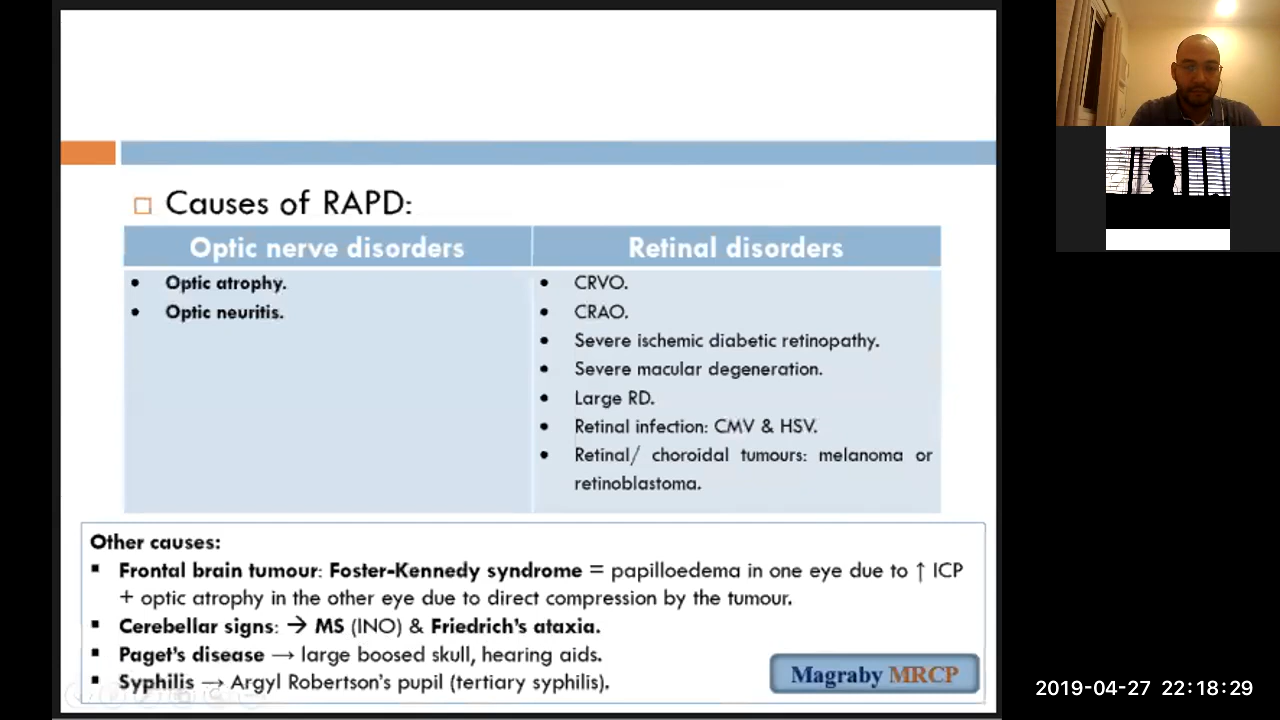 Causes of RAPD:
Optic nerve disorders
Retinal disorders
• Optic atrophy.
• Optic neuritis.
• CRVO.
• CRAO.
• Severe ischemic diabetic retinopathy.
• Severe macular degeneration.
• Large RD.
• Retinal infection: CMV & HSV.
• Retinal/ choroidal tumours: melanoma or
retinoblastoma.
Other causes:
▪ Frontal brain tumour: Foster-Kennedy syndrome = papilloedema in one eye due to ↑ ICP
+ optic atrophy in the other eye due to direct compression by the tumour.
▪ Cerebellar signs: → MS (INO) & Friedrich's ataxia.
▪ Paget's disease → large boosed skull, hearing aids.
▪ Syphilis → Argyl Robertson's pupil (tertiary syphilis).
Magraby MRCP
2019-04-27 22:18:29